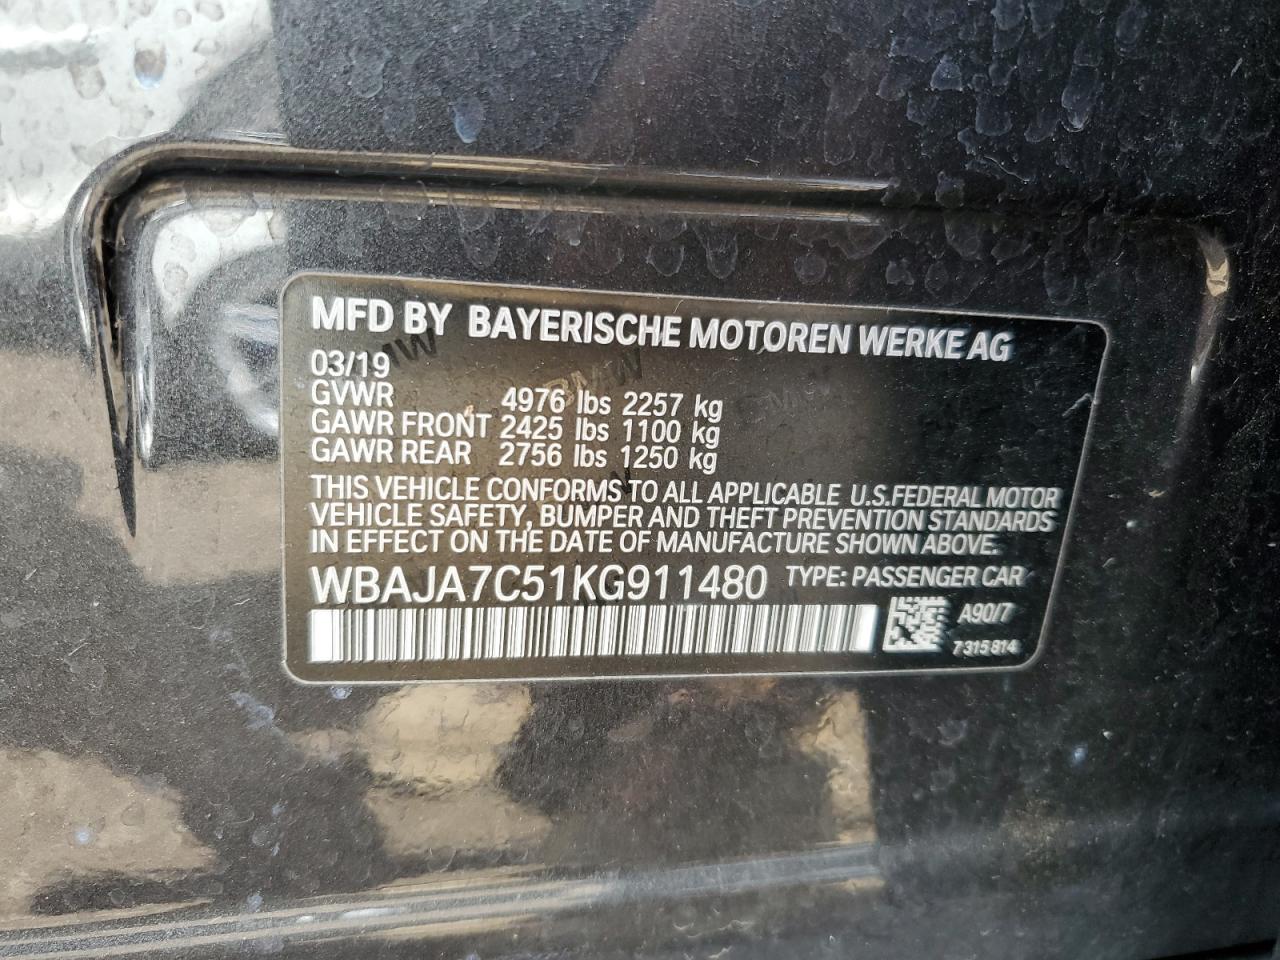 MFD BY BAYERISCHE MOTOREN WERKE AG
03/19
GVWR 4976 lbs 2257 kg
GAWR FRONT 2425 lbs 1100 kg
GAWR REAR 2756 lbs 1250 kg
THIS VEHICLE CONFORMS TO ALL APPLICABLE U.S.FEDERAL MOTOR
VEHICLE SAFETY, BUMPER AND THEFT PREVENTION STANDARDS
IN EFFECT ON THE DATE OF MANUFACTURE SHOWN ABOVE.
WBAJA7C51KG911480 TYPE: PASSENGER CAR
A90/7
7 315 814